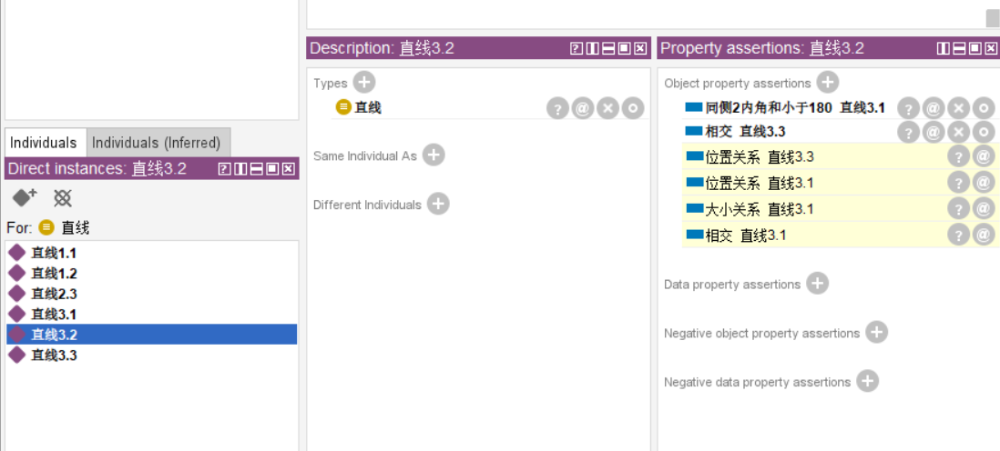 Description: 直线3.2
Types
直线
Same Individual As
Different Individuals
Property assertions: 直线3.2
Object property assertions
同侧2内角和小于180 直线3.1
相交 直线3.3
位置关系 直线3.3
位置关系 直线3.1
大小关系 直线3.1
相交 直线3.1
Data property assertions
Negative object property assertions
Negative data property assertions
Individuals
Individuals (Inferred)
Direct instances: 直线3.2
For: 直线
直线1.1
直线1.2
直线2.3
直线3.1
直线3.2
直线3.3